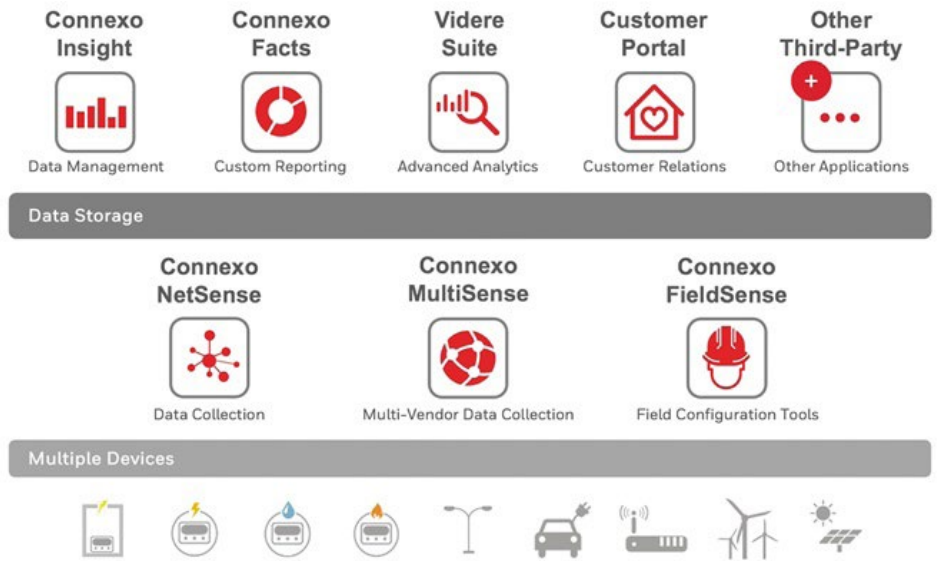 Connexo
Insight
Connexo
Facts
Videre
Suite
Customer
Portal
Other
Third-Party
Data Management
Custom Reporting
Advanced Analytics
Customer Relations
Other Applications
Data Storage
Connexo
NetSense
Connexo
MultiSense
Connexo
FieldSense
Data Collection
Multi-Vendor Data Collection
Field Configuration Tools
Multiple Devices